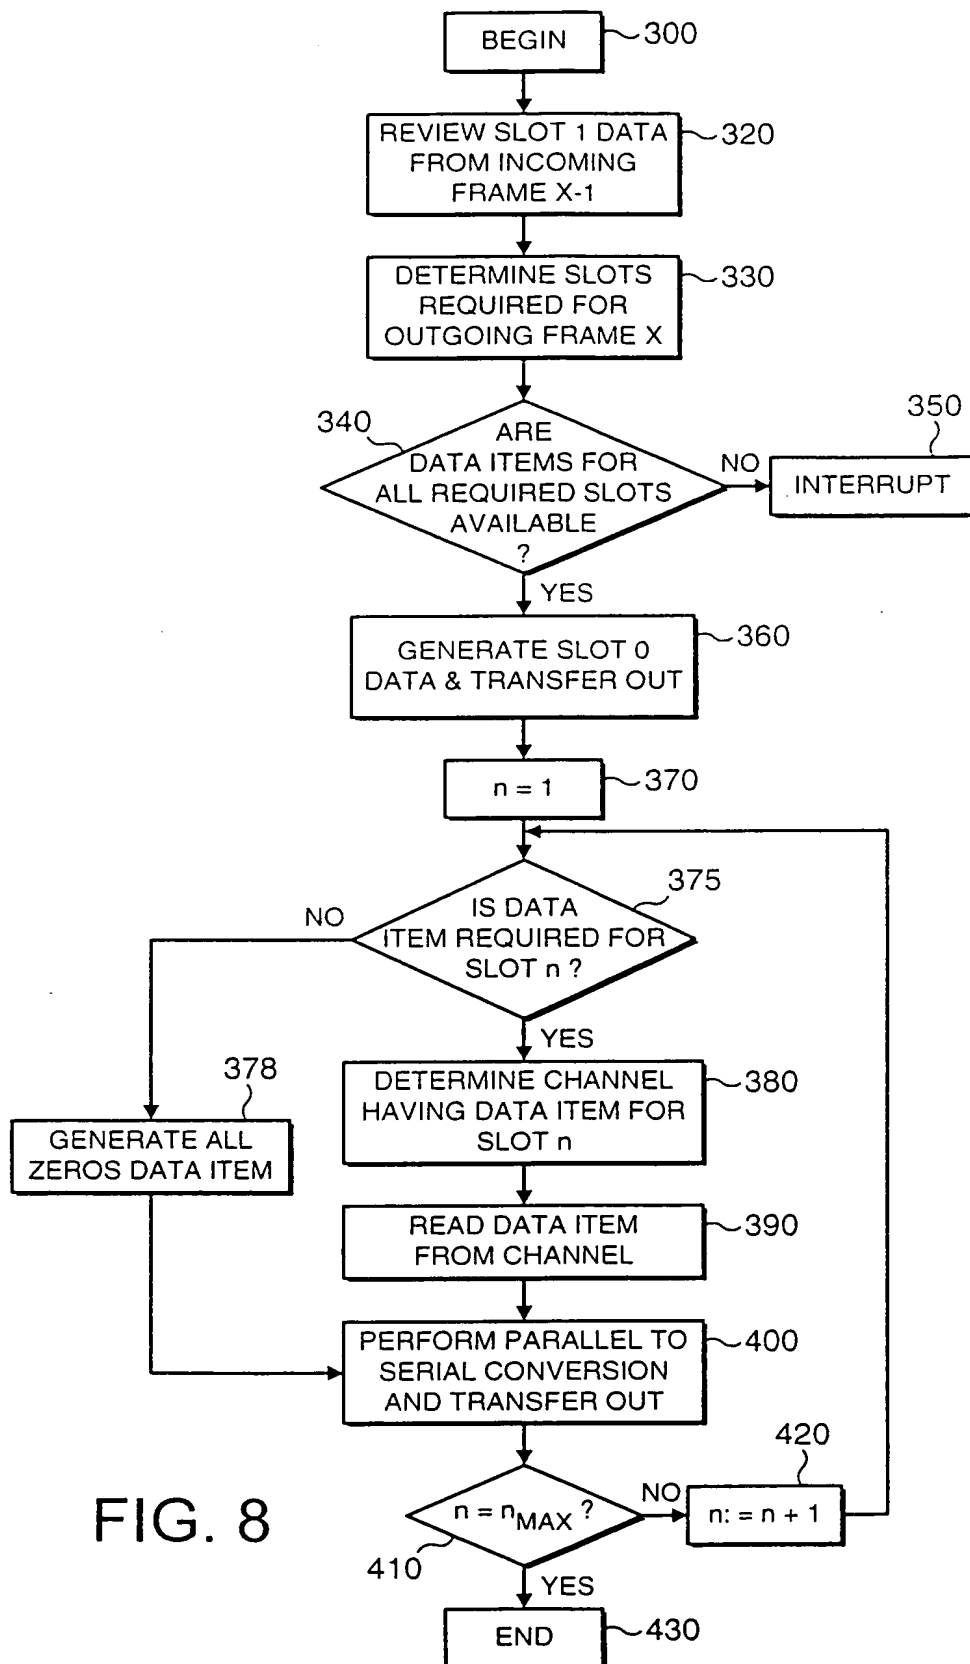 BEGIN
300
REVIEW SLOT 1 DATA
FROM INCOMING
FRAME X-1
320
DETERMINE SLOTS
REQUIRED FOR
OUTGOING FRAME X
330
340
ARE
DATA ITEMS FOR
ALL REQUIRED SLOTS
AVAILABLE
?
NO
350
INTERRUPT
YES
GENERATE SLOT 0
DATA & TRANSFER OUT
360
n = 1
370
375
IS DATA
ITEM REQUIRED FOR
SLOT n ?
NO
YES
378
GENERATE ALL
ZEROS DATA ITEM
DETERMINE CHANNEL
HAVING DATA ITEM FOR
SLOT n
380
READ DATA ITEM
FROM CHANNEL
390
PERFORM PARALLEL TO
SERIAL CONVERSION
AND TRANSFER OUT
400
n = nMAX ?
410
NO
420
n: = n + 1
YES
END
430
FIG. 8